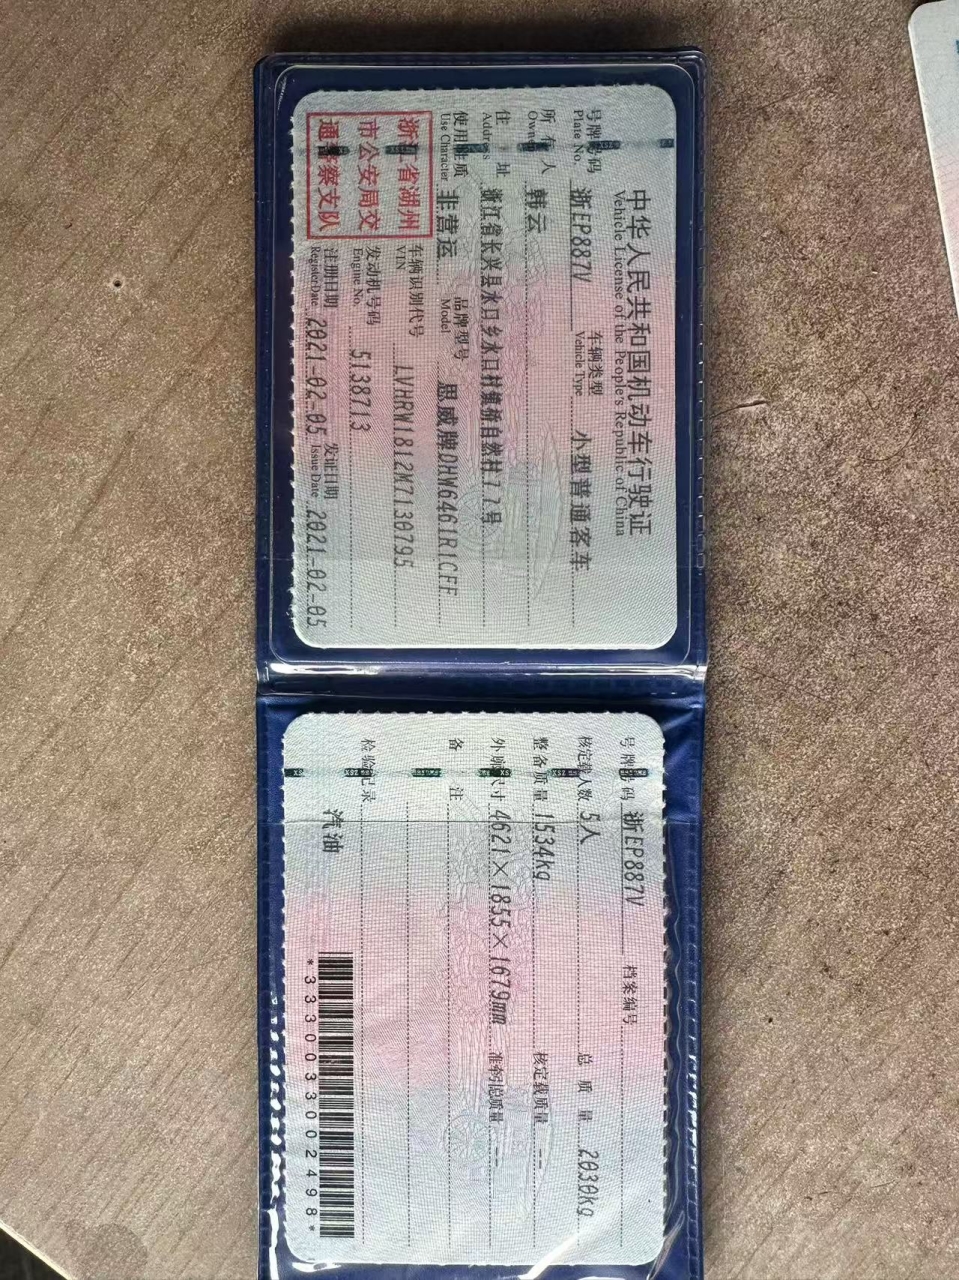 中华人民共和国机动车行驶证
Vehicle License of the People's Republic of China
号牌号码 浙EP887V 车辆类型 小型普通客车
Plate No. Vehicle Type
所有人 韩云
Owner
住址 浙江省长兴县水口乡水口村 桥自然村77号
Address
使用性质 非营运 品牌型号 思威牌DHW6461R1CFF
Use Character Model
浙江省湖州
市公安局交
通警察支队
车辆识别代号 LVHRW1812M7130795
VIN
发动机号码 5138713
Engine No.
注册日期 2021-02-05 发证日期 2021-02-05
Register Date Issue Date
号牌号码 浙EP887V 档案编号
核定载人数 5人 总质量 2030kg
整备质量 1534kg 核定载质量 --
外廓尺寸 4621×1855×1679mm 准牵引总质量 --
备注
检验记录
汽油
*3330033002498*